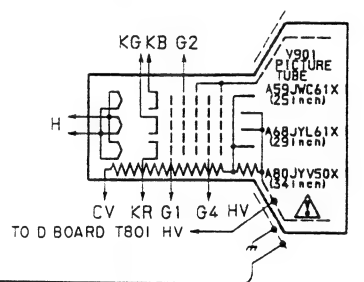 KG KB G2
V901
PICTURE
TUBE
A59JWC61X
(25inch)
A68JYL61X
(29inch)
A80JYV50X
(34inch)
H
CV KR G1 G4 HV
TO D BOARD T801 HV